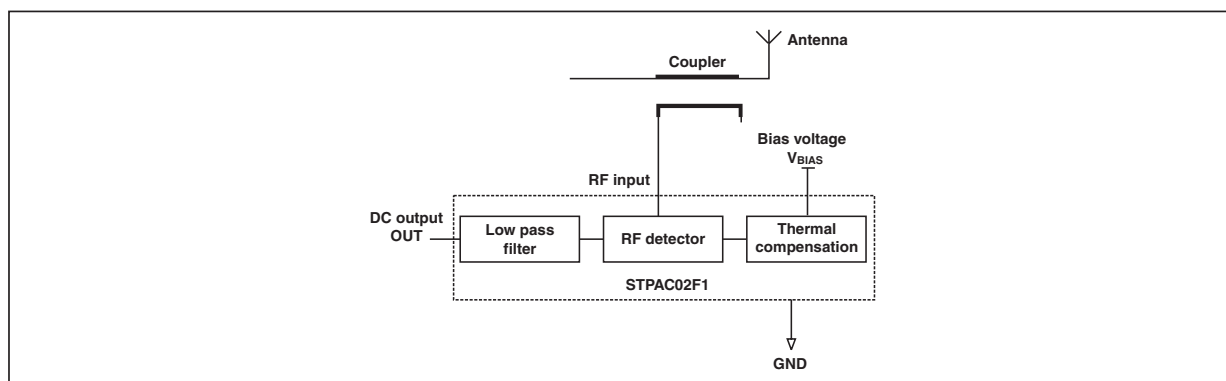 Antenna
Coupler
Bias voltage
VBIAS
RF input
DC output
OUT
Low pass
filter
RF detector
Thermal
compensation
STPAC02F1
GND